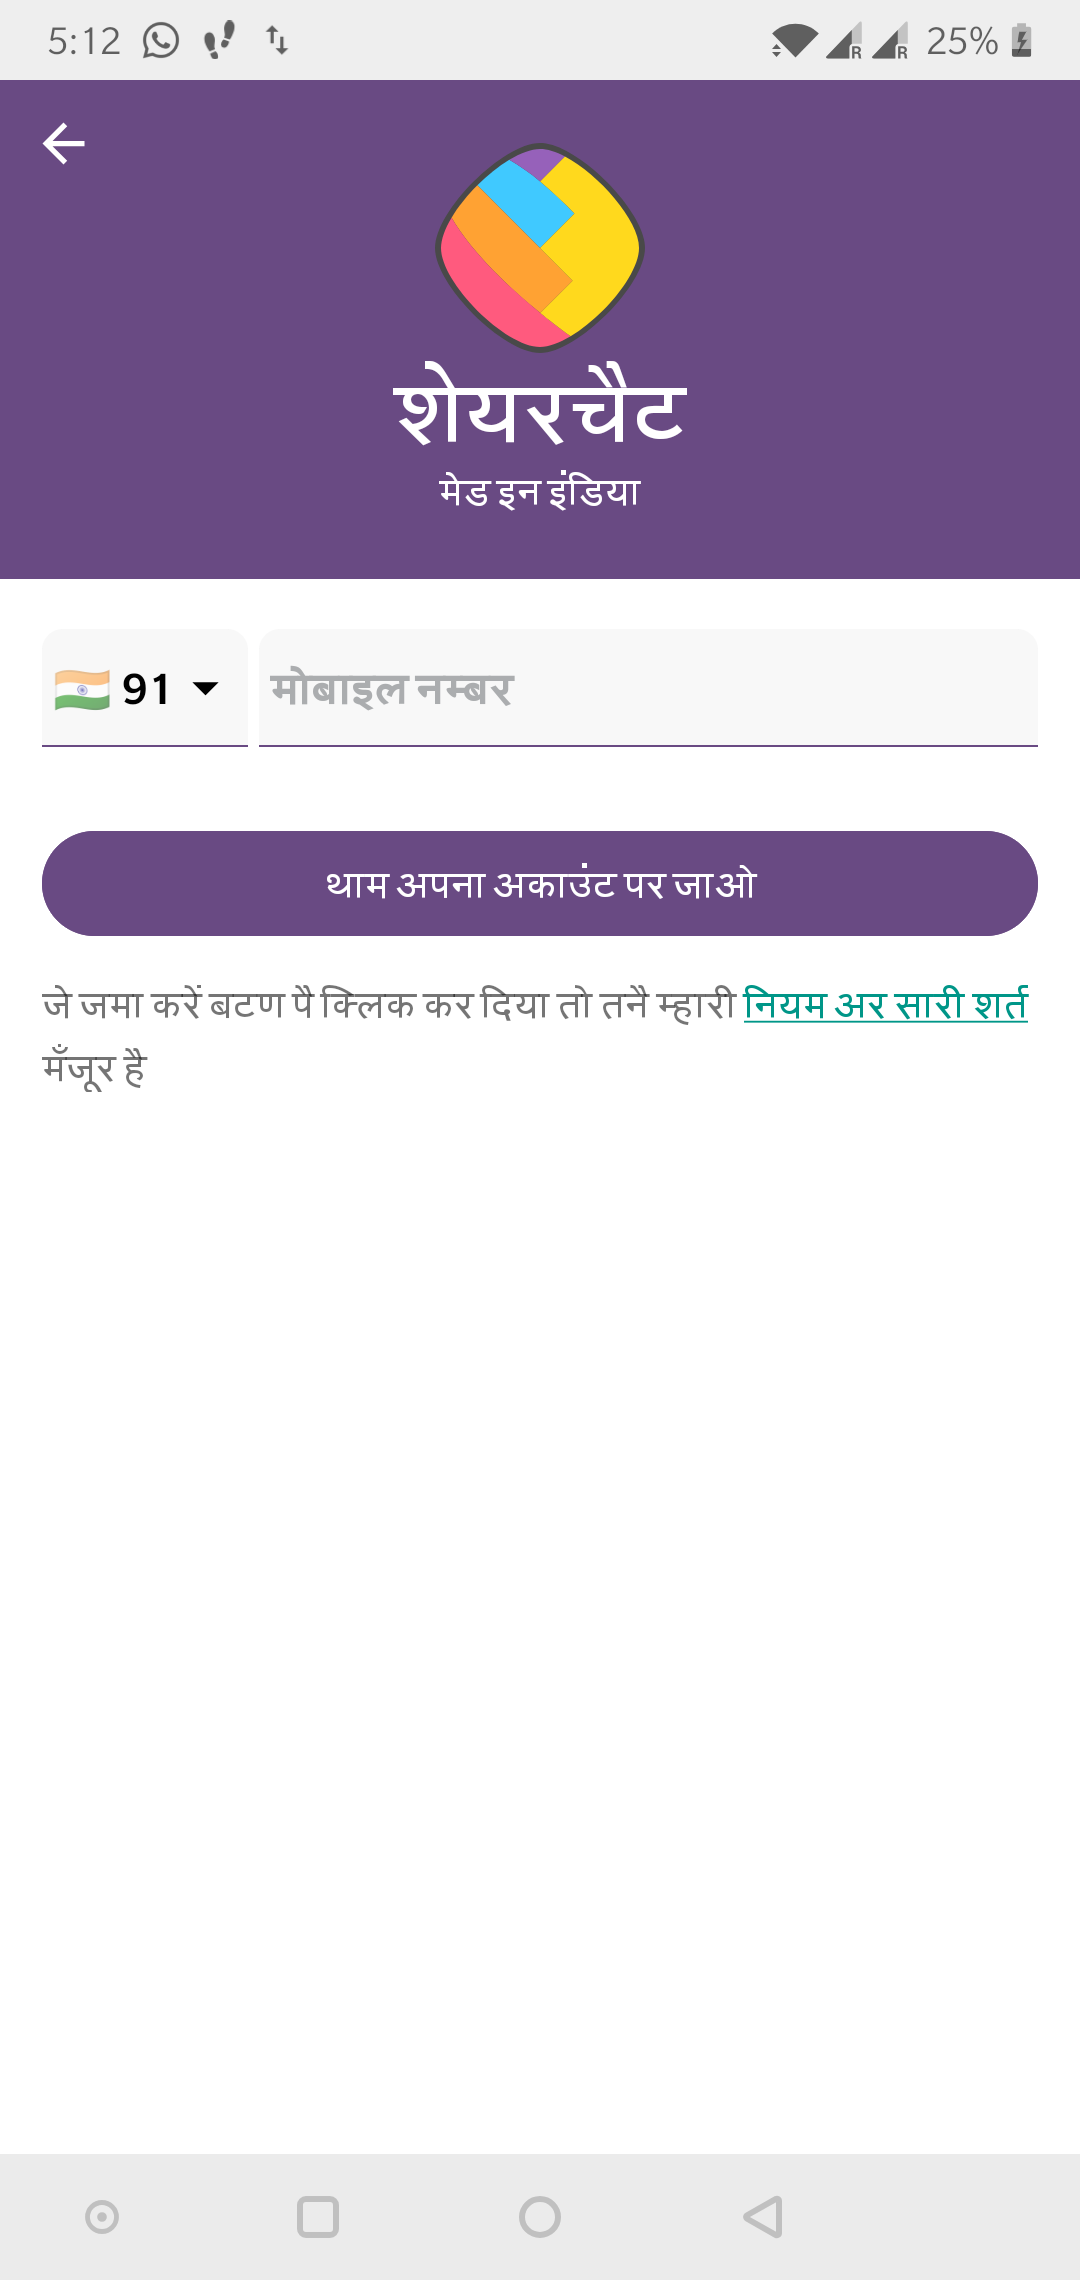 5:12 25%
शेयरचैट
मेड इन इंडिया
91 मोबाइल नम्बर
थाम अपना अकाउंट पर जाओ
जे जमा करें बटण पै क्लिक कर दिया तो तनै म्हारी नियम अर सारी शर्त
मँजूर है